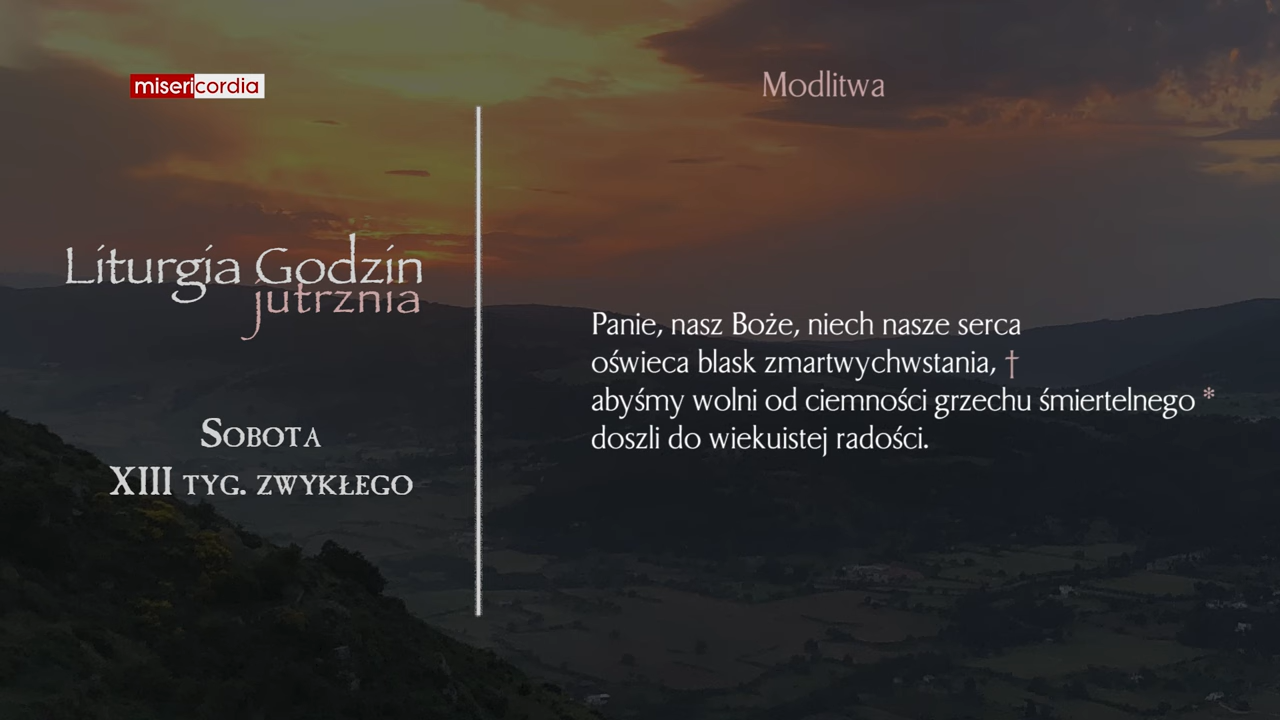 misericordia
Modlitwa
Liturgia Godzin
jutrznia
Sobota
XIII tyg. zwykłego
Panie, nasz Boże, niech nasze serca
oświeca blask zmartwychwstania, †
abyśmy wolni od ciemności grzechu śmiertelnego *
doszli do wiekuistej radości.